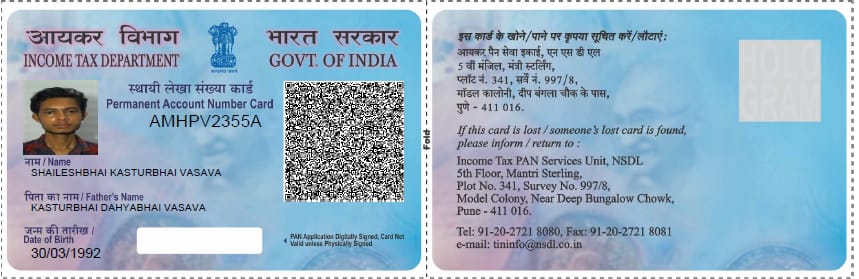 आयकर विभाग
INCOME TAX DEPARTMENT
भारत सरकार
GOVT. OF INDIA
स्थायी लेखा संख्या कार्ड
Permanent Account Number Card
AMHPV2355A
नाम / Name
SHAILESHBHAI KASTURBHAI VASAVA
पिता का नाम / Father's Name
KASTURBHAI DAHYABHAI VASAVA
जन्म की तारीख /
Date of Birth
30/03/1992
PAN Application Digitally Signed, Card Not
Valid unless Physically Signed
Fold
इस कार्ड के खोने/पाने पर कृपया सूचित करें/लौटाएं:
आयकर पैन सेवा इकाई, एन एस डी एल
5 वीं मंजिल, मंत्री स्टर्लिंग,
प्लॉट नं. 341, सर्वे नं. 997/8,
मॉडल कालोनी, दीप बंगला चौक के पास,
पुणे - 411 016.
If this card is lost / someone's lost card is found,
please inform / return to :
Income Tax PAN Services Unit, NSDL
5th Floor, Mantri Sterling,
Plot No. 341, Survey No. 997/8,
Model Colony, Near Deep Bungalow Chowk,
Pune - 411 016.
Tel: 91-20-2721 8080, Fax: 91-20-2721 8081
e-mail: tininfo@nsdl.co.in
HOLO
GRAM